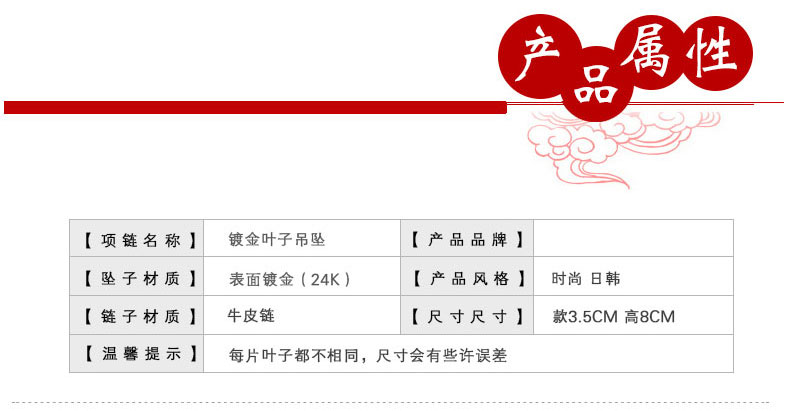 产品属性
【项链名称】 镀金叶子吊坠 【产品品牌】
【坠子材质】 表面镀金（24K） 【产品风格】 时尚 日韩
【链子材质】 牛皮链 【尺寸尺寸】 款3.5CM 高8CM
【温馨提示】 每片叶子都不相同，尺寸会有些许误差